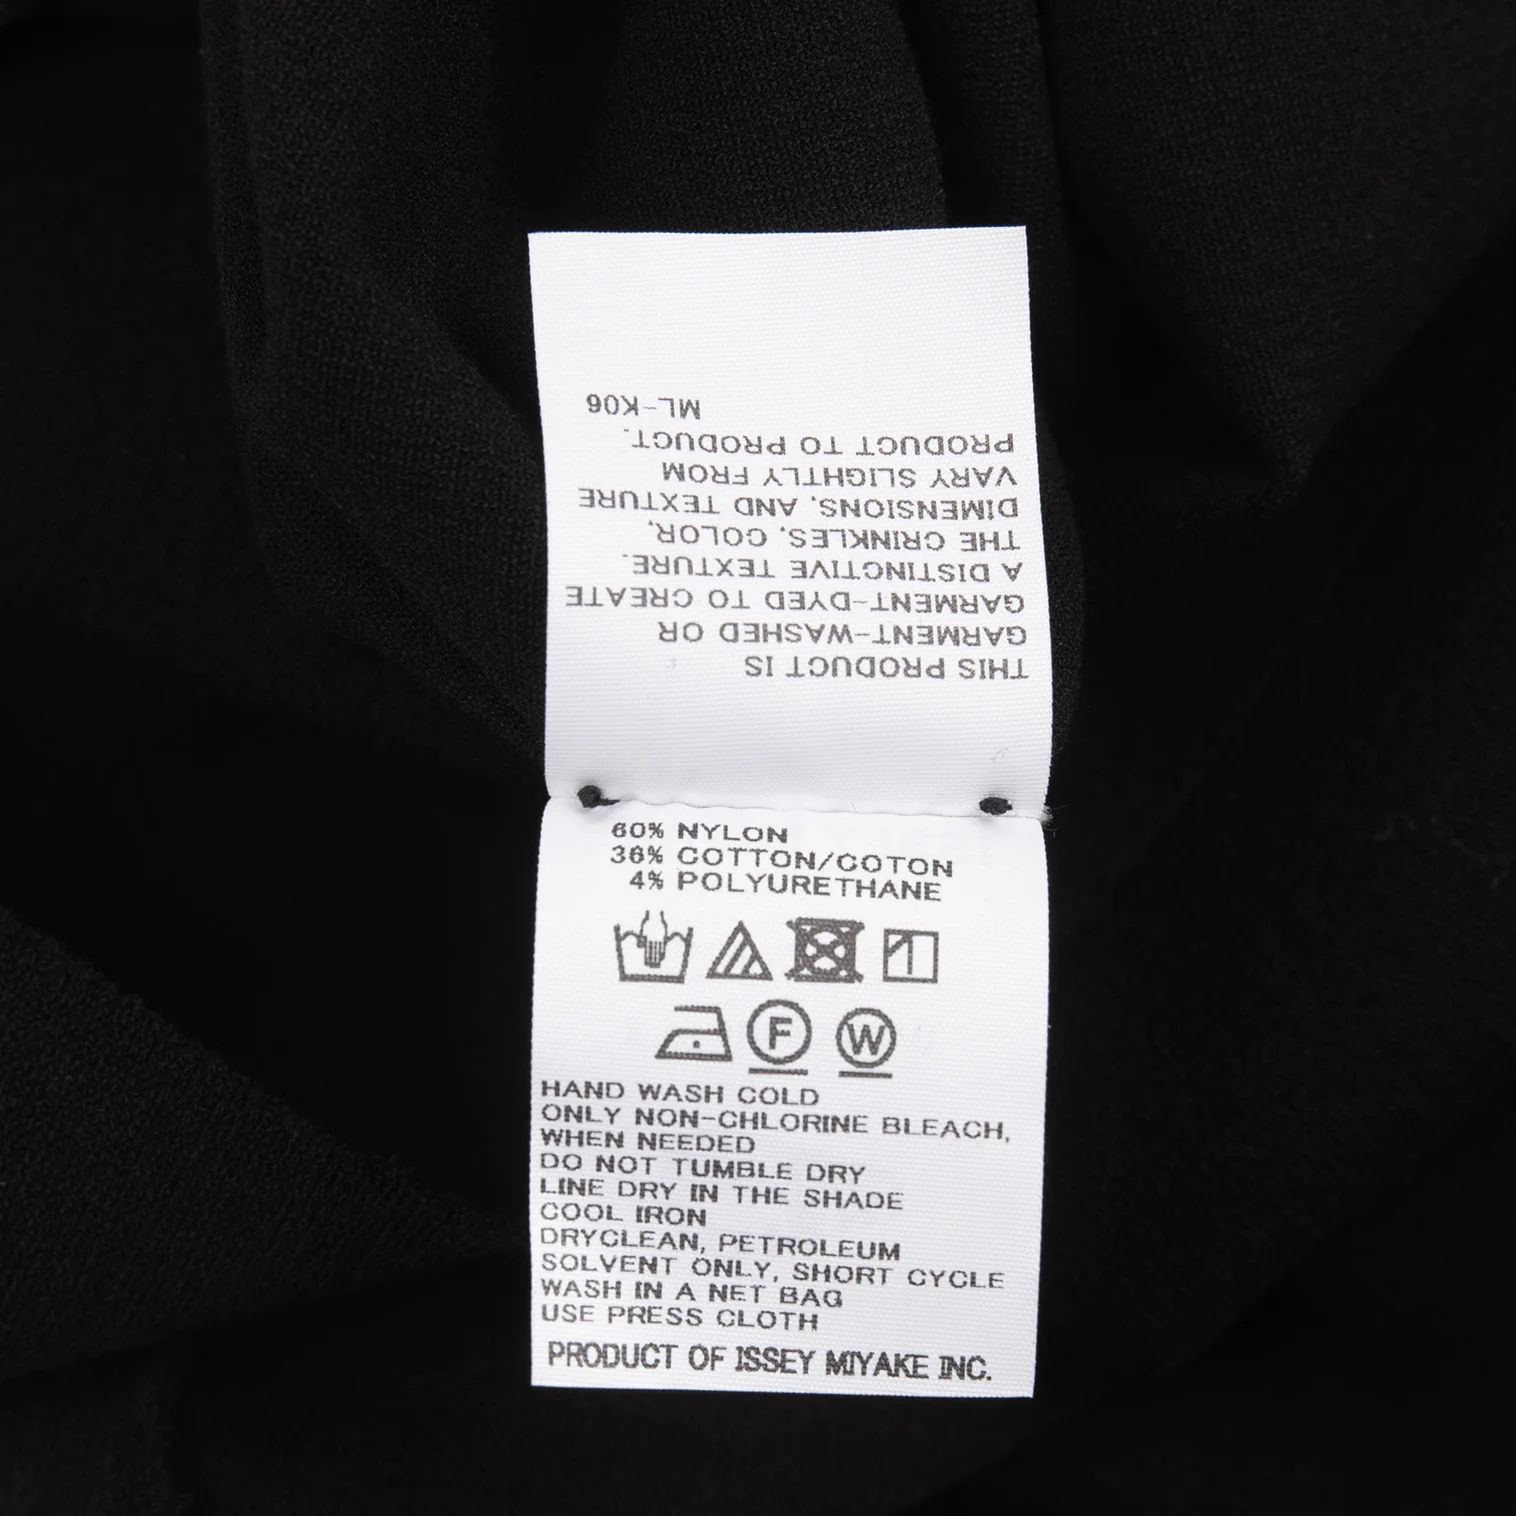 THIS PRODUCT IS
GARMENT-WASHED OR
GARMENT-DYED TO CREATE
A DISTINCTIVE TEXTURE.
THE CRINKLES, COLOR,
DIMENSIONS, AND TEXTURE
VARY SLIGHTLY FROM
PRODUCT TO PRODUCT.
ML-K06
60% NYLON
36% COTTON/COTON
4% POLYURETHANE
F W
HAND WASH COLD
ONLY NON-CHLORINE BLEACH,
WHEN NEEDED
DO NOT TUMBLE DRY
LINE DRY IN THE SHADE
COOL IRON
DRYCLEAN, PETROLEUM
SOLVENT ONLY, SHORT CYCLE
WASH IN A NET BAG
USE PRESS CLOTH
PRODUCT OF ISSEY MIYAKE INC.